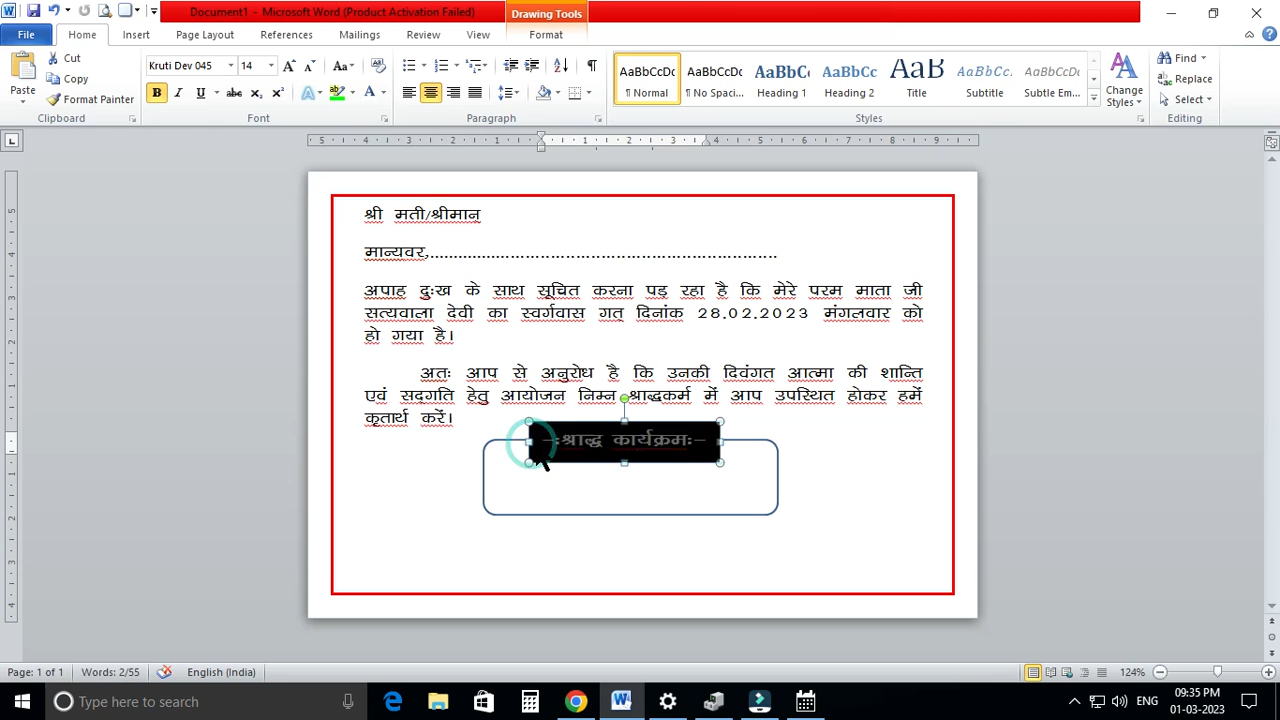 Document1 - Microsoft Word (Product Activation Failed)
Drawing Tools
File
Home
Insert
Page Layout
References
Mailings
Review
View
Format
Paste
Cut
Copy
Format Painter
Clipboard
Kruti Dev 045
14
Font
Paragraph
AaBbCcDc
¶ Normal
AaBbCcDc
¶ No Spaci...
AaBbCc
Heading 1
AaBbCc
Heading 2
AaB
Title
AaBbCc.
Subtitle
AaBbCcDc
Subtle Em...
Change Styles
Styles
Find
Replace
Select
Editing
श्री मती/श्रीमान्
मान्यवर,..........................................................................
अपाह दुःख के साथ सूचित करना पड़ रहा है कि मेरे परम माता जी
सत्यवाला देवी का स्वर्गवास गत् दिनांक 28.02.2023 मंगलवार को
हो गया है।
अतः आप से अनुरोध है कि उनकी दिवंगत आत्मा की शान्ति
एवं सद्गति हेतु आयोजन निम्न श्राद्धकर्म में आप उपस्थित होकर हमें
कृतार्थ करें।
–:श्राद्ध कार्यक्रमः–
Page: 1 of 1
Words: 2/55
English (India)
124%
Type here to search
ENG
09:35 PM
01-03-2023